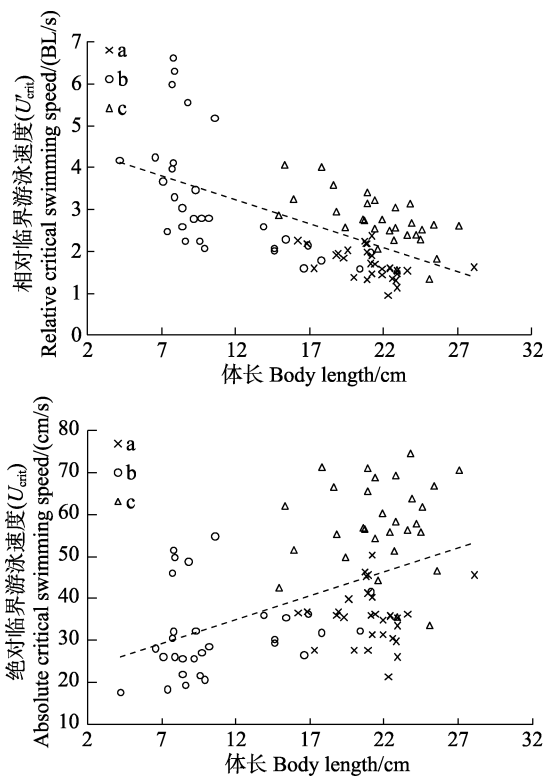 相对临界游泳速度(U'crit)
Relative critical swimming speed/(BL/s)
7
6
5
4
3
2
1
0
× a
○ b
△ c
2 7 12 17 22 27 32
体长 Body length/cm
绝对临界游泳速度(Ucrit)
Absolute critical swimming speed/(cm/s)
80
70
60
50
40
30
20
10
× a
○ b
△ c
2 7 12 17 22 27 32
体长 Body length/cm